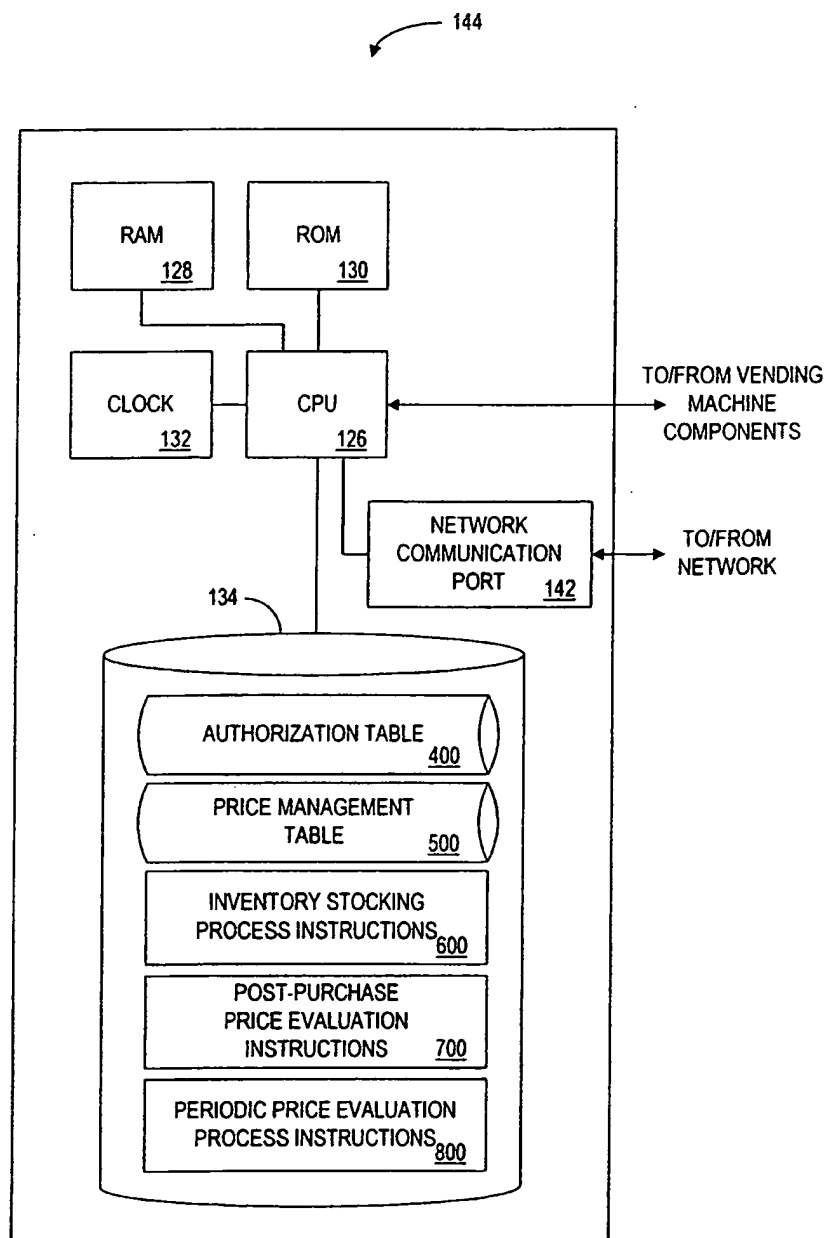 144
RAM
128
ROM
130
CLOCK
132
CPU
126
TO/FROM VENDING
MACHINE
COMPONENTS
NETWORK
COMMUNICATION
PORT
142
TO/FROM
NETWORK
134
AUTHORIZATION TABLE
400
PRICE MANAGEMENT
TABLE
500
INVENTORY STOCKING
PROCESS INSTRUCTIONS
600
POST-PURCHASE
PRICE EVALUATION
INSTRUCTIONS
700
PERIODIC PRICE EVALUATION
PROCESS INSTRUCTIONS
800